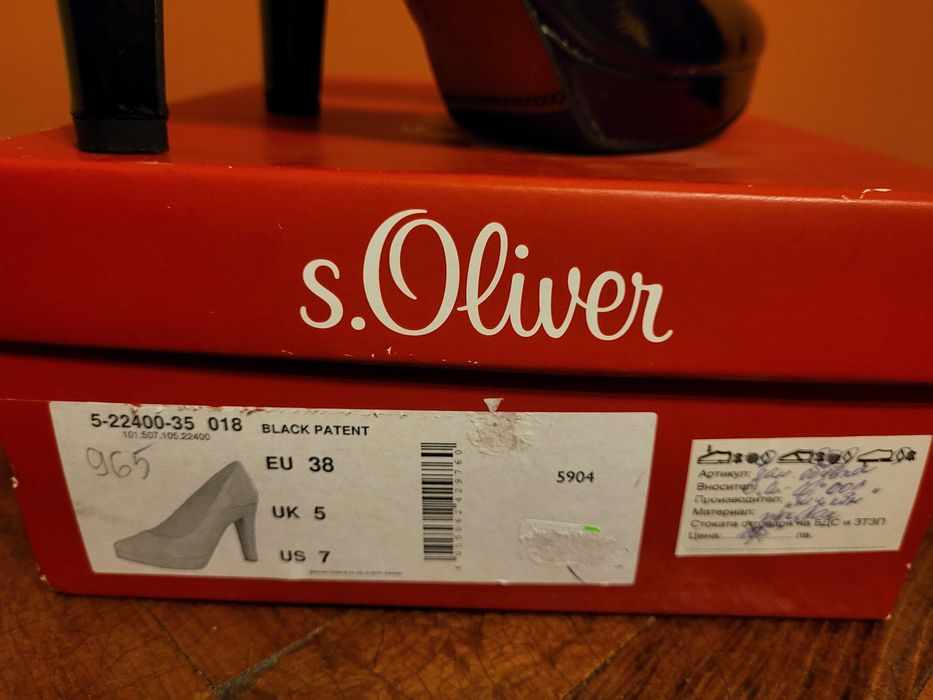 s.Oliver
5-22400-35 018 BLACK PATENT
101.507.105.22400
965
EU 38
UK 5
US 7
5904
Артикул:
Вносител:
Производител:
Материал:
Стоката отговаря на БДС и ЗТЗП
Цена: лв.